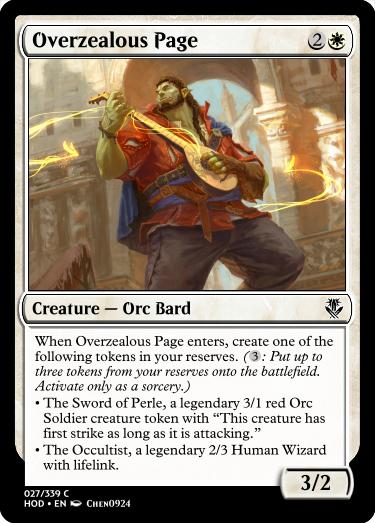 Overzealous Page 2
Creature — Orc Bard
When Overzealous Page enters, create one of the
following tokens in your reserves. (3: Put up to
three tokens from your reserves onto the battlefield.
Activate only as a sorcery.)
• The Sword of Perle, a legendary 3/1 red Orc
Soldier creature token with “This creature has
first strike as long as it is attacking.”
• The Occultist, a legendary 2/3 Human Wizard
with lifelink.
3/2
027/339 C
HOD • EN Chen0924